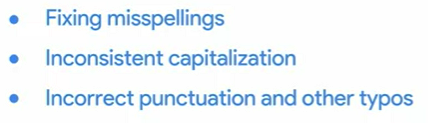 • Fixing misspellings
• Inconsistent capitalization
• Incorrect punctuation and other typos